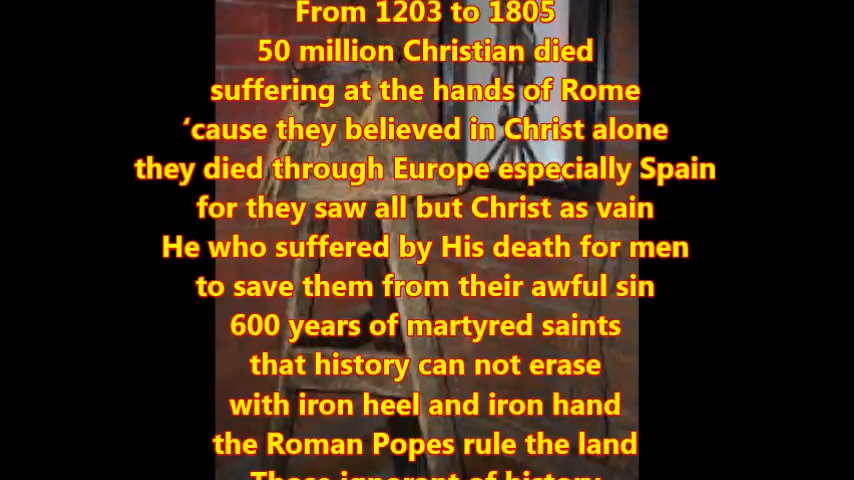 From 1203 to 1805
50 million Christian died
suffering at the hands of Rome
‘cause they believed in Christ alone
they died through Europe especially Spain
for they saw all but Christ as vain
He who suffered by His death for men
to save them from their awful sin
600 years of martyred saints
that history can not erase
with iron heel and iron hand
the Roman Popes rule the land
Those ignorant of history